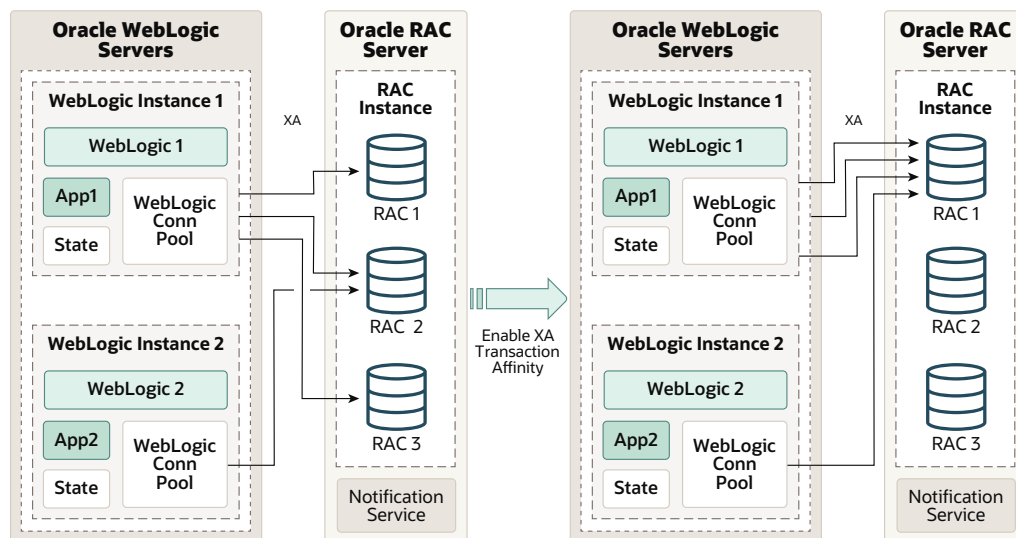 Oracle WebLogic
Servers
WebLogic Instance 1
WebLogic 1
App1
State
WebLogic
Conn
Pool
WebLogic Instance 2
WebLogic 2
App2
State
WebLogic
Conn
Pool
XA
Oracle RAC
Server
RAC
Instance
RAC 1
RAC 2
RAC 3
Notification
Service
Enable XA
Transaction
Affinity
Oracle WebLogic
Servers
WebLogic Instance 1
WebLogic 1
App1
State
WebLogic
Conn
Pool
WebLogic Instance 2
WebLogic 2
App2
State
WebLogic
Conn
Pool
XA
Oracle RAC
Server
RAC
Instance
RAC 1
RAC 2
RAC 3
Notification
Service